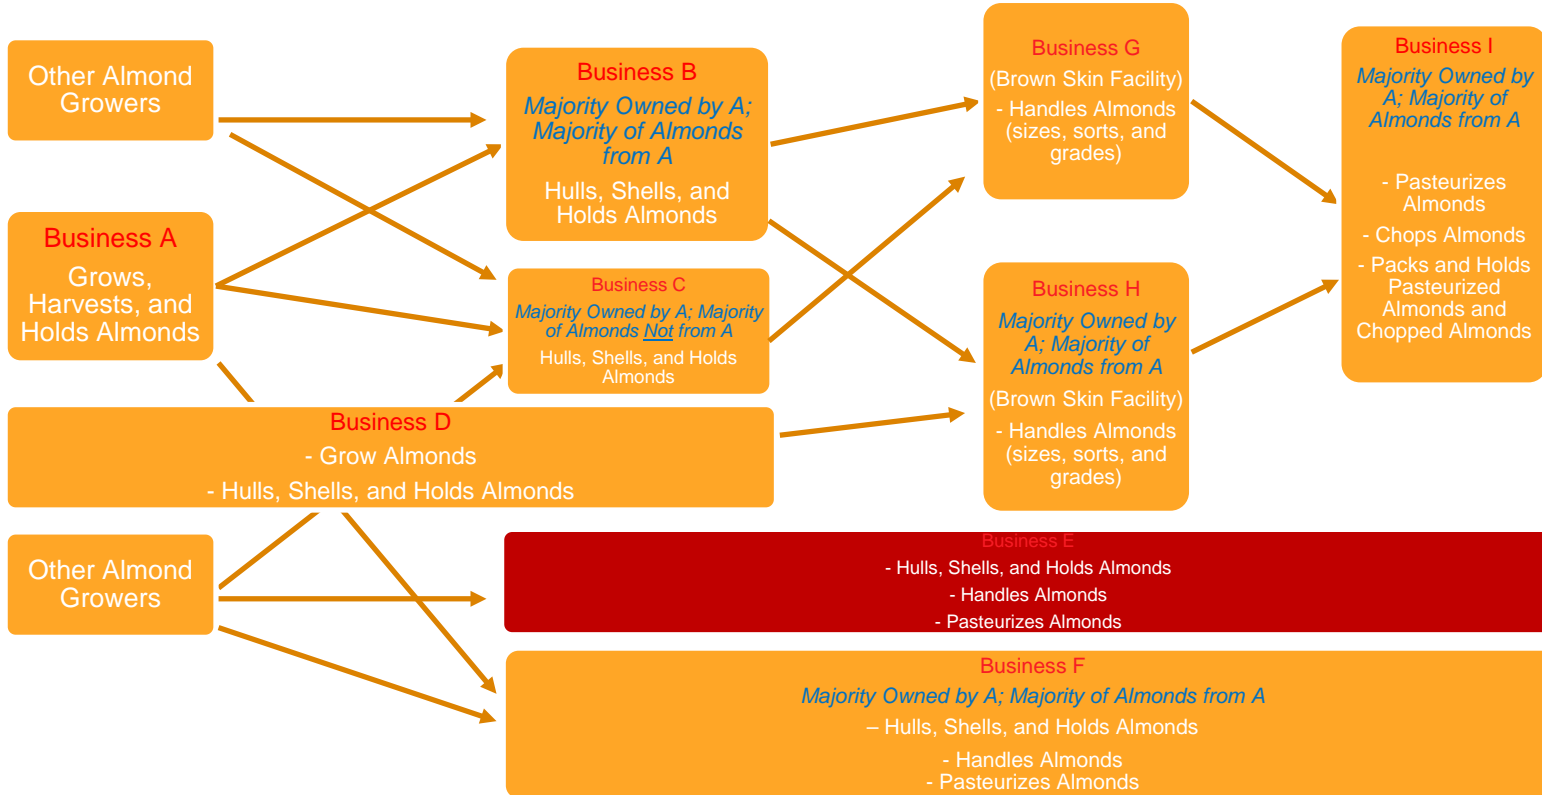 Other Almond
Growers
Business A
Grows,
Harvests, and
Holds Almonds
Business B
Majority Owned by A;
Majority of Almonds
from A
Hulls, Shells, and
Holds Almonds
Business C
Majority Owned by A; Majority
of Almonds Not from A
Hulls, Shells, and Holds
Almonds
Business D
- Grow Almonds
- Hulls, Shells, and Holds Almonds
Other Almond
Growers
Business E
- Hulls, Shells, and Holds Almonds
- Handles Almonds
- Pasteurizes Almonds
Business F
Majority Owned by A; Majority of Almonds from A
– Hulls, Shells, and Holds Almonds
- Handles Almonds
- Pasteurizes Almonds
Business G
(Brown Skin Facility)
- Handles Almonds
(sizes, sorts, and
grades)
Business H
Majority Owned by
A; Majority of
Almonds from A
(Brown Skin Facility)
- Handles Almonds
(sizes, sorts, and
grades)
Business I
Majority Owned by
A; Majority of
Almonds from A
- Pasteurizes
Almonds
- Chops Almonds
- Packs and Holds
Pasteurized
Almonds and
Chopped Almonds